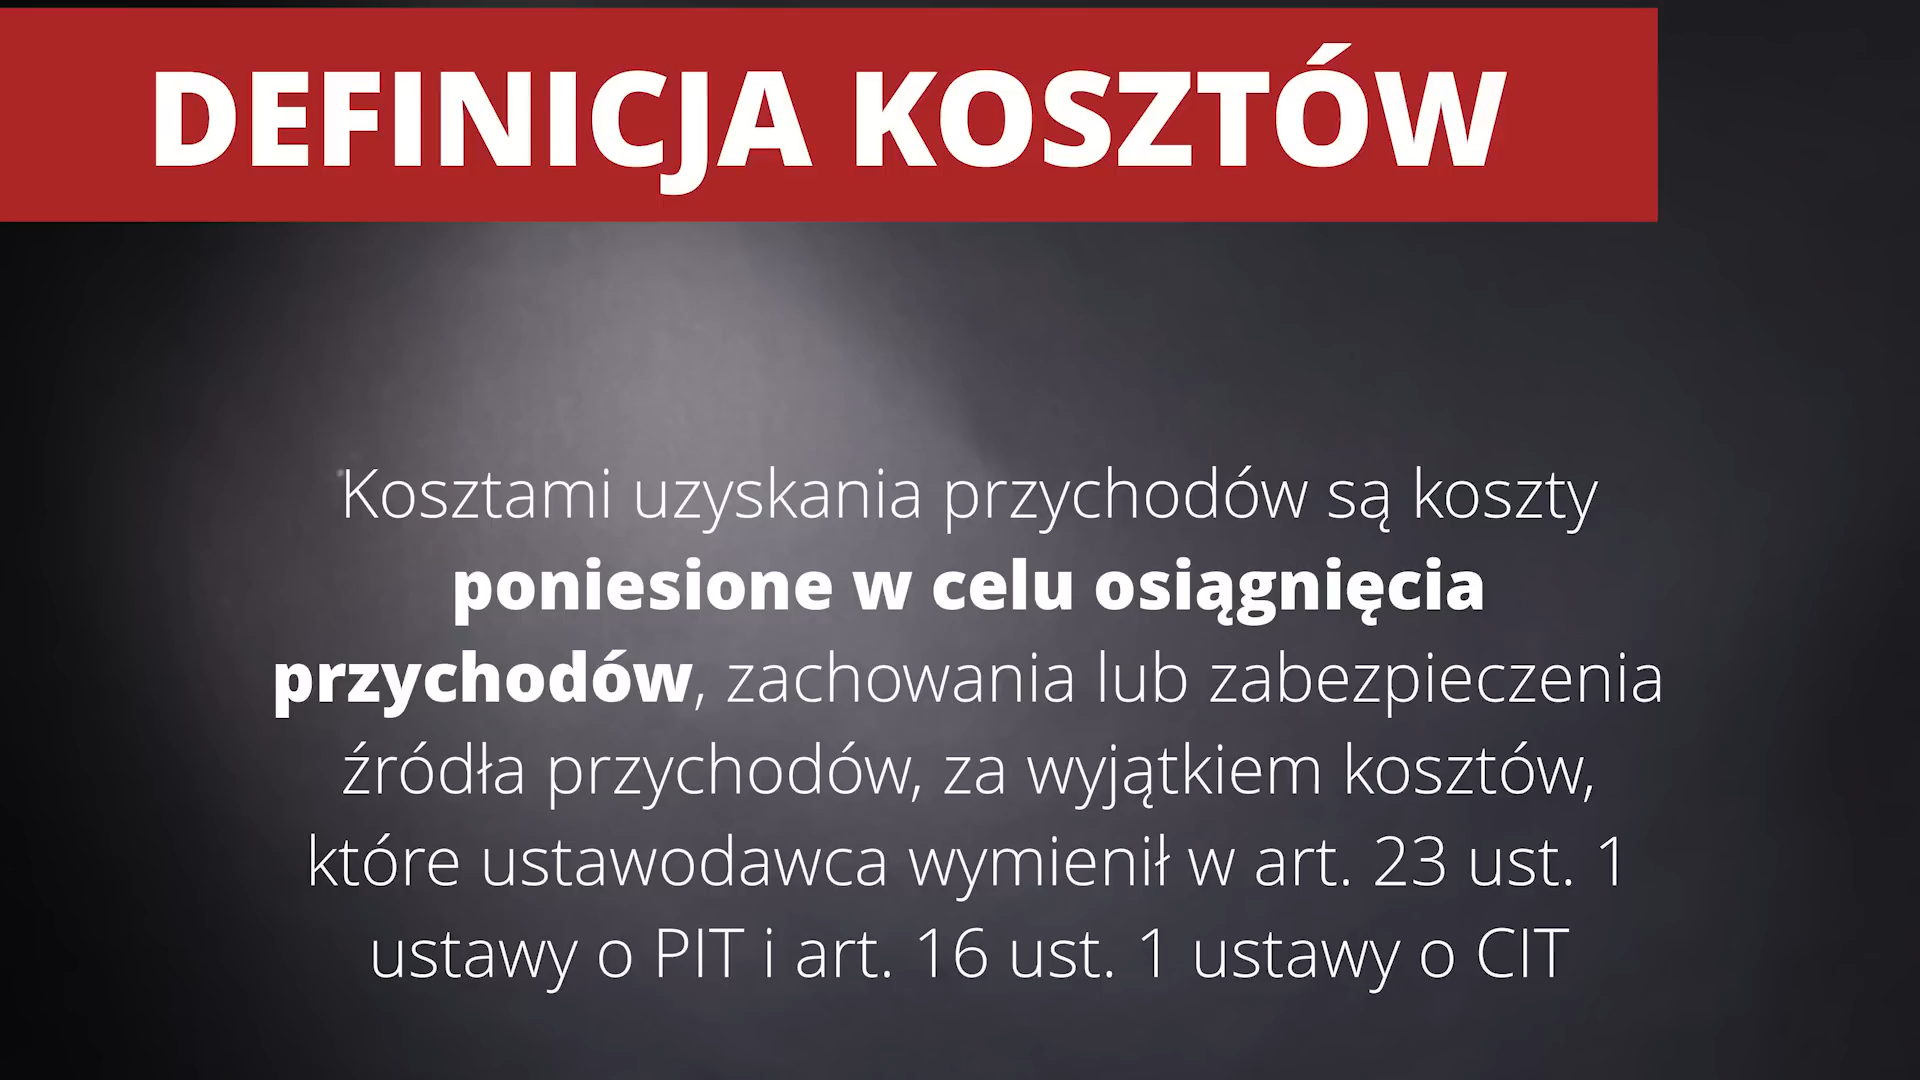 DEFINICJA KOSZTÓW
Kosztami uzyskania przychodów są koszty
poniesione w celu osiągnięcia
przychodów, zachowania lub zabezpieczenia
źródła przychodów, za wyjątkiem kosztów,
które ustawodawca wymienił w art. 23 ust. 1
ustawy o PIT i art. 16 ust. 1 ustawy o CIT